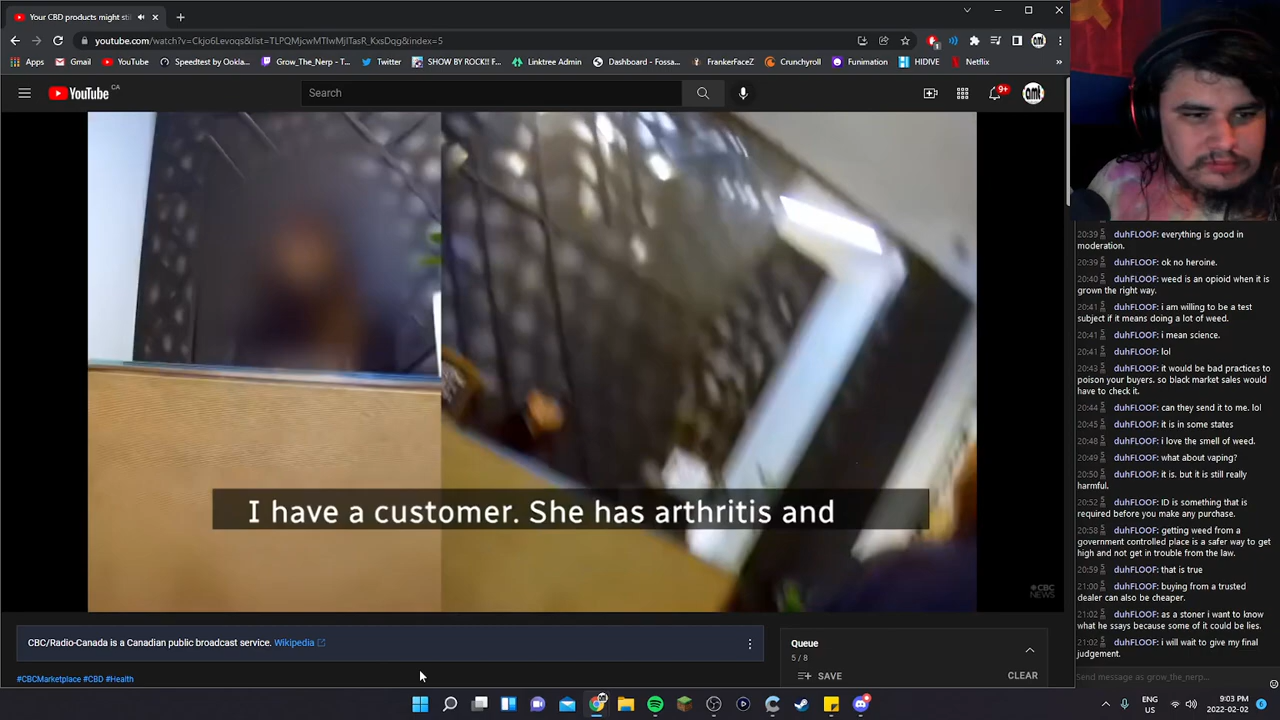 Your CBD products might sti
youtube.com/watch?v=Ckjo6Levoqs&list=TLPQMjcwMTIwMjITasR_KxsDqg&index=5
Apps
Gmail
YouTube
Speedtest by Ookla...
Grow_The_Nerp - T...
Twitter
SHOW BY ROCK!! F...
Linktree Admin
Dashboard - Fossa...
FrankerFaceZ
Crunchyroll
Funimation
HIDIVE
Netflix
»
YouTube CA
Search
9+
amt
I have a customer. She has arthritis and
CBC NEWS
CBC/Radio-Canada is a Canadian public broadcast service. Wikipedia
#CBCMarketplace #CBD #Health
Queue
5 / 8
SAVE
CLEAR
20:39 duhFLOOF: everything is good in
moderation.
20:39 duhFLOOF: ok no heroine.
20:40 duhFLOOF: weed is an opioid when it is
grown the right way.
20:41 duhFLOOF: i am willing to be a test
subject if it means doing a lot of weed.
20:41 duhFLOOF: i mean science.
20:41 duhFLOOF: lol
20:43 duhFLOOF: it would be bad practices to
poison your buyers. so black market sales would
have to check it.
20:44 duhFLOOF: can they send it to me. lol
20:45 duhFLOOF: it is in some states
20:48 duhFLOOF: i love the smell of weed.
20:49 duhFLOOF: what about vaping?
20:50 duhFLOOF: it is. but it is still really
harmful.
20:52 duhFLOOF: ID is something that is
required before you make any purchase.
20:58 duhFLOOF: getting weed from a
government controlled place is a safer way to get
high and not get in trouble from the law.
20:59 duhFLOOF: that is true
21:00 duhFLOOF: buying from a trusted
dealer can also be cheaper.
21:02 duhFLOOF: as a stoner i want to know
what he ssays because some of it could be lies.
21:02 duhFLOOF: i will wait to give my final
judgement.
Send message as grow_the_nerp...
ENG
US
9:03 PM
2022-02-02